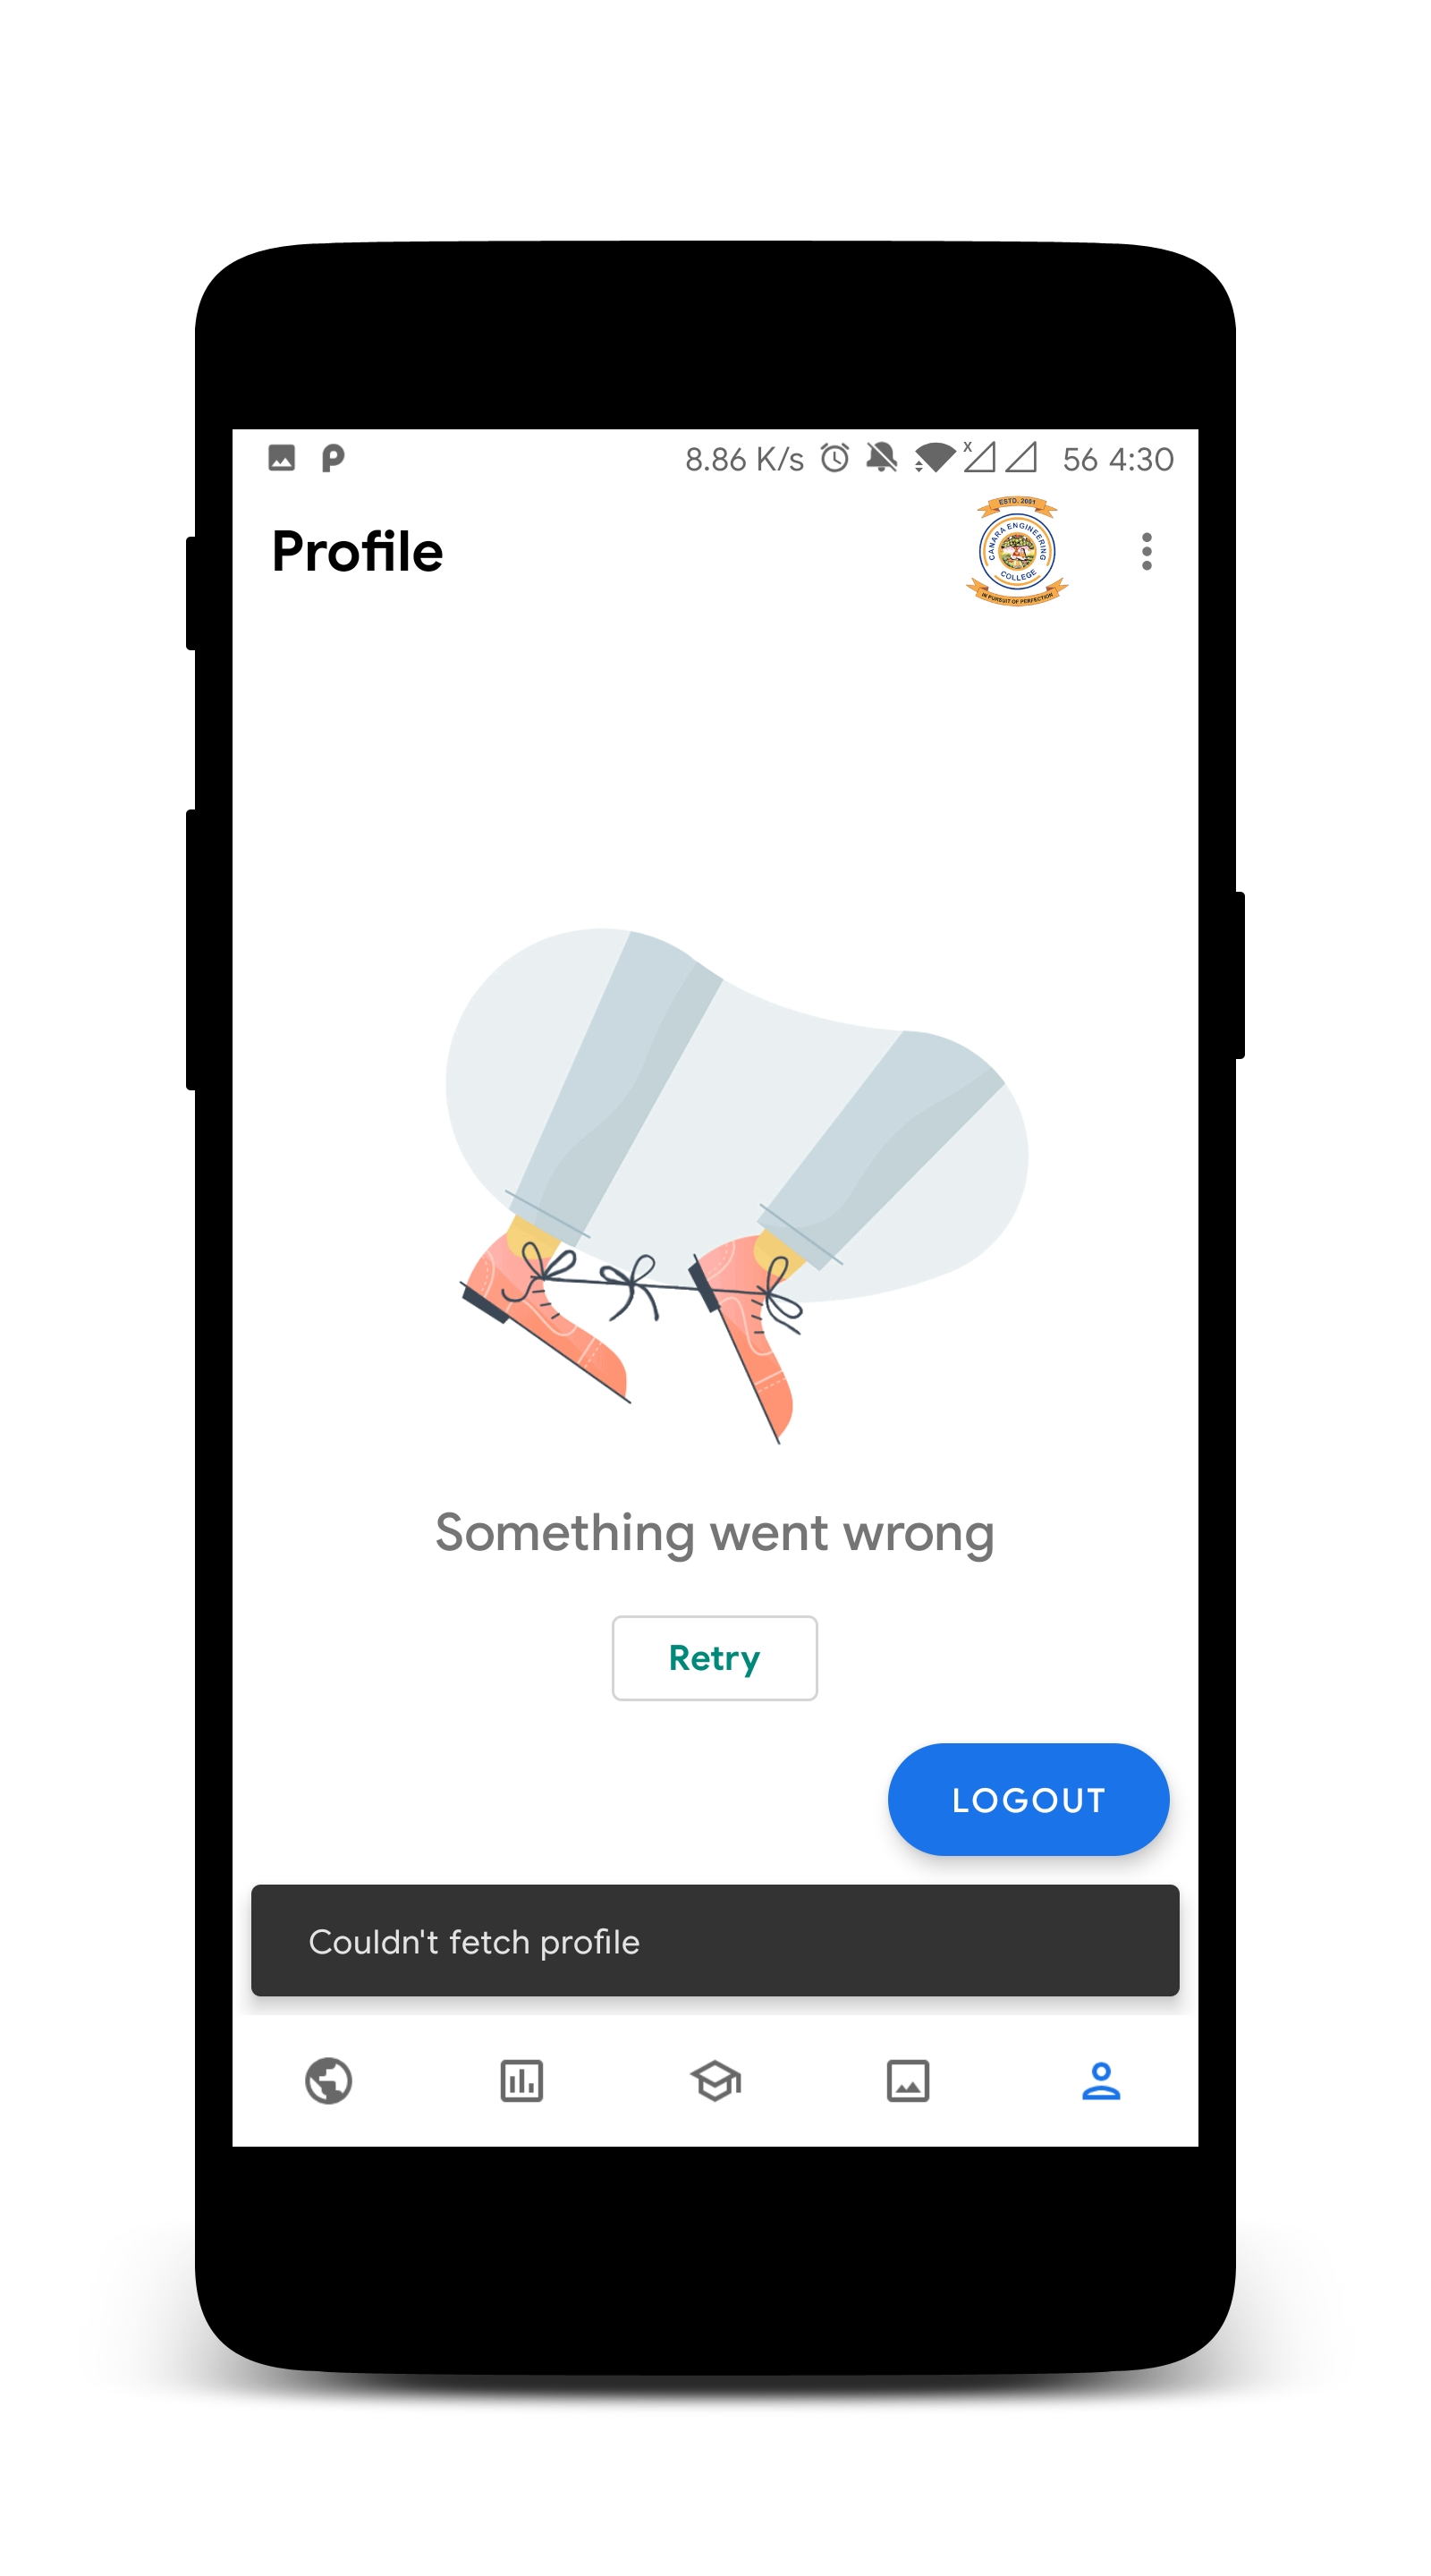 8.86 K/s 56 4:30
Profile
ESTD. 2001
CANARA ENGINEERING
COLLEGE
IN PURSUIT OF PERFECTION
Something went wrong
Retry
LOGOUT
Couldn't fetch profile